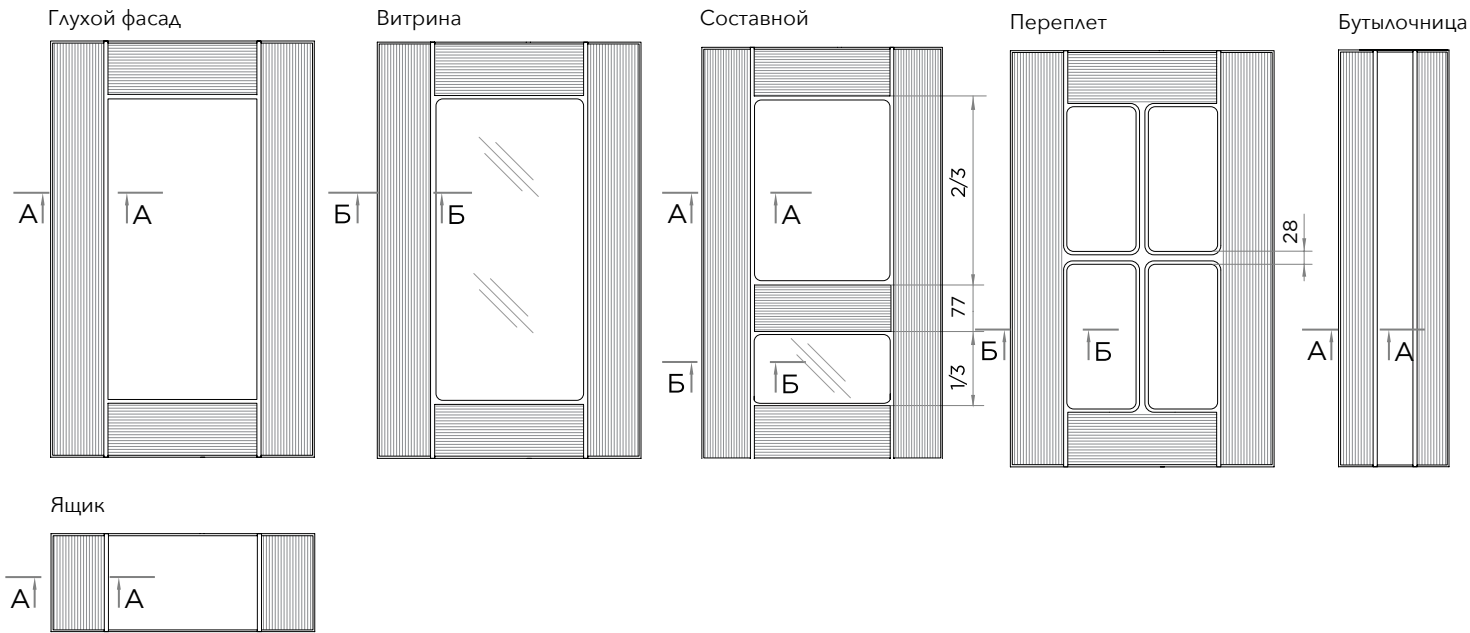 Глухой фасад
Витрина
Составной
Переплет
Бутылочница
А А
Б Б
А А
2/3
28
77
Б Б
А А
Б Б
1/3
Ящик
А А